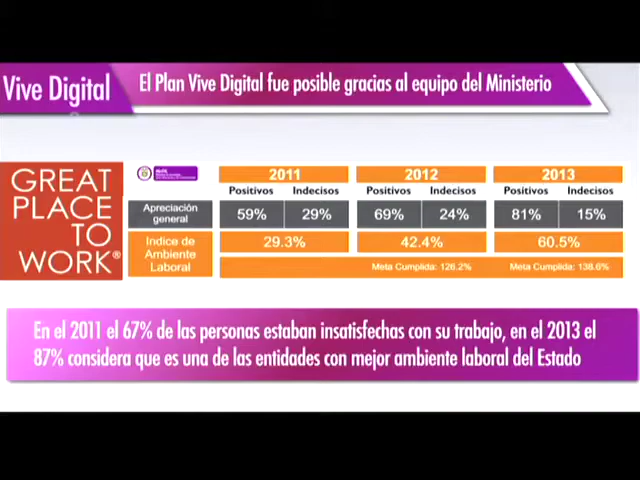 Vive Digital
El Plan Vive Digital fue posible gracias al equipo del Ministerio
GREAT
PLACE
TO
WORK®
2011 2012 2013
Positivos Indecisos Positivos Indecisos Positivos Indecisos
Apreciación
general
59% 29% 69% 24% 81% 15%
Indice de
Ambiente
Laboral
29.3% 42.4% 60.5%
Meta Cumplida: 126.2% Meta Cumplida: 138.6%
En el 2011 el 67% de las personas estaban insatisfechas con su trabajo, en el 2013 el
87% considera que es una de las entidades con mejor ambiente laboral del Estado